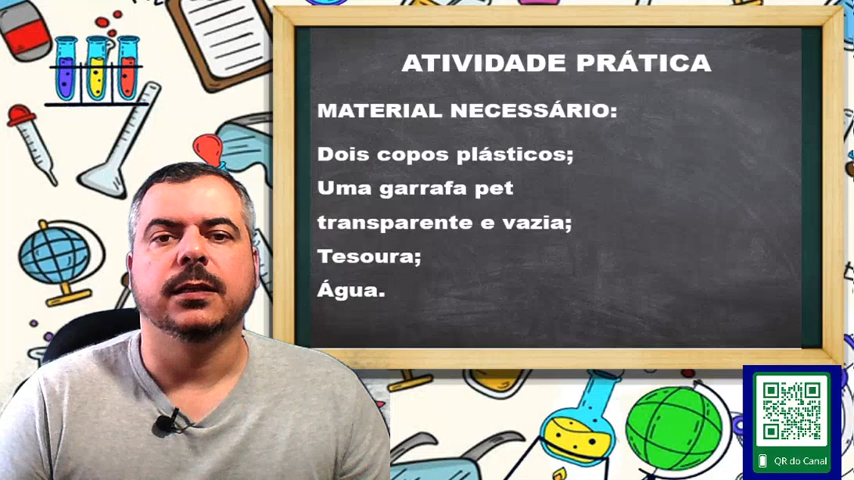 ATIVIDADE PRÁTICA
MATERIAL NECESSÁRIO:
Dois copos plásticos;
Uma garrafa pet
transparente e vazia;
Tesoura;
Água.
QR do Canal